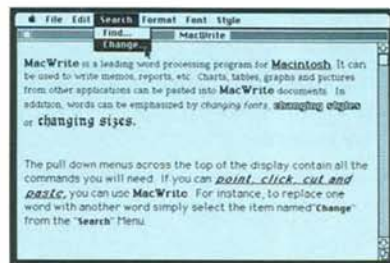 File Edit Search Format Font Style
Find...
Change...
MacWrite
MacWrite is a leading word processing program for Macintosh. It can
be used to write memos, reports, etc. Charts, tables, graphs and pictures
from other applications can be pasted into MacWrite documents. In
addition, words can be emphasized by changing fonts, changing styles
or changing sizes.
The pull down menus across the top of the display contain all the
commands you will need. If you can point, click, cut and
paste, you can use MacWrite. For instance, to replace one
word with another word simply select the item named "Change"
from the "Search" Menu.